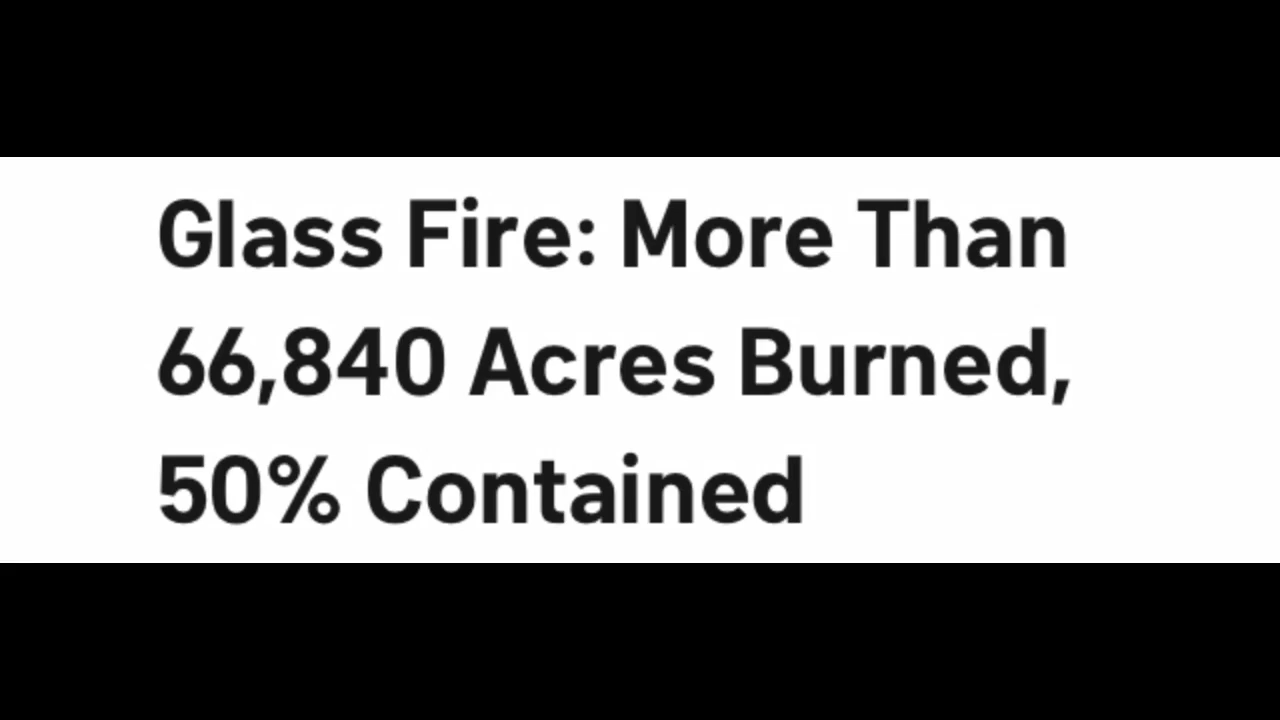 Glass Fire: More Than
66,840 Acres Burned,
50% Contained